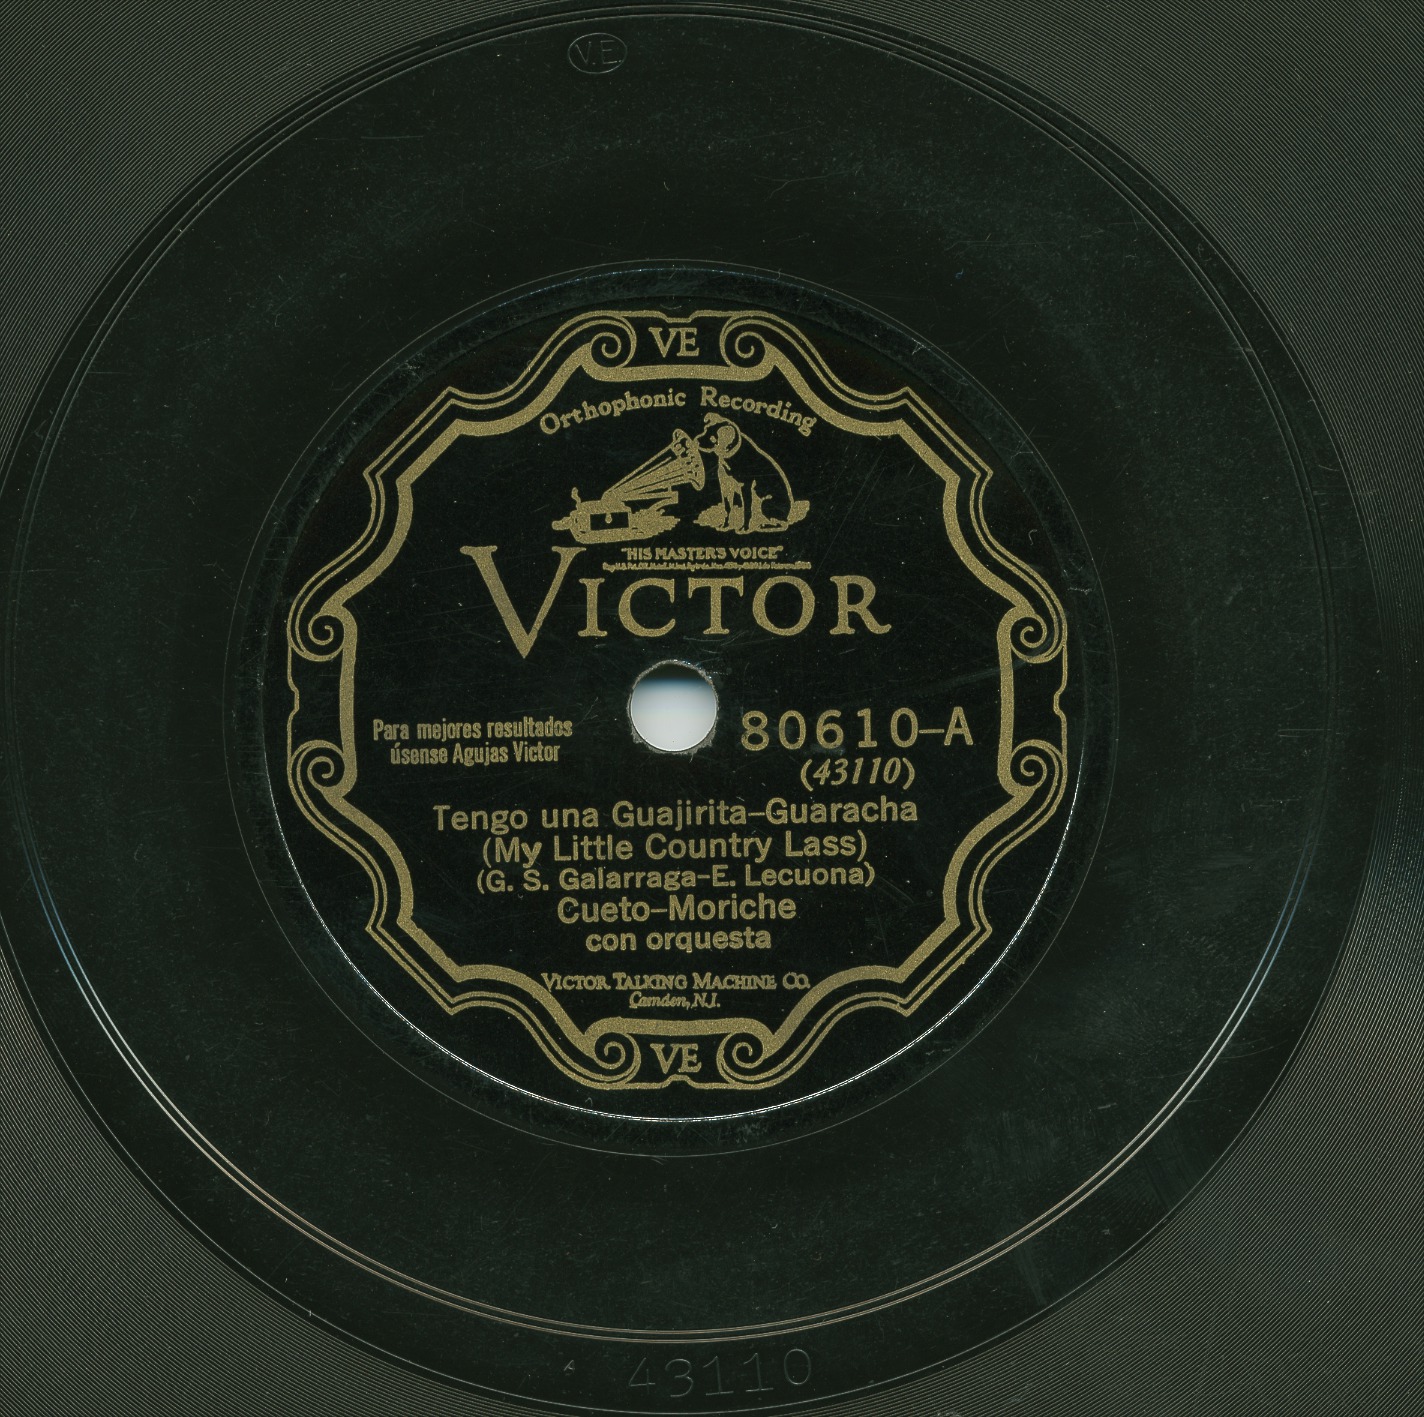 V.E.
VE
Orthophonic Recording
"HIS MASTER'S VOICE"
VICTOR
Para mejores resultados
úsense Agujas Victor
80610-A
(43110)
Tengo una Guajirita-Guaracha
(My Little Country Lass)
(G. S. Galarraga-E. Lecuona)
Cueto-Moriche
con orquesta
VICTOR TALKING MACHINE CO.
Camden, N.J.
VE
43110